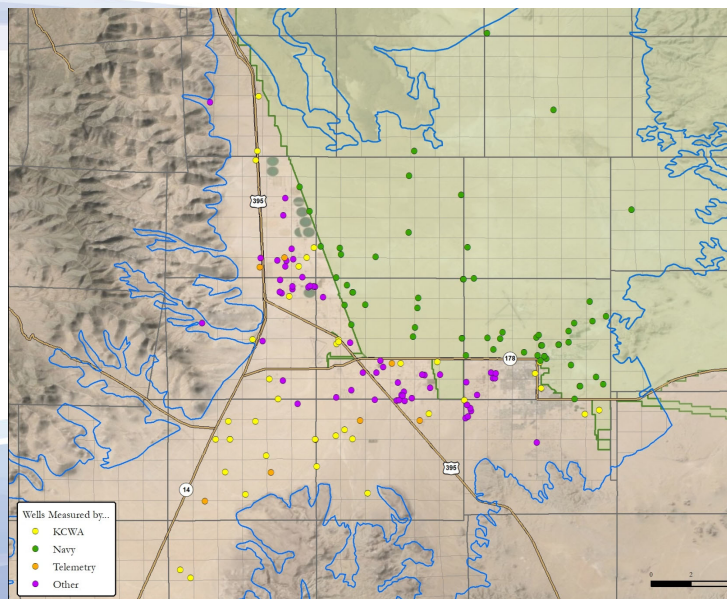 395
178
395
14
Wells Measured by...
KCWA
Navy
Telemetry
Other
0 2